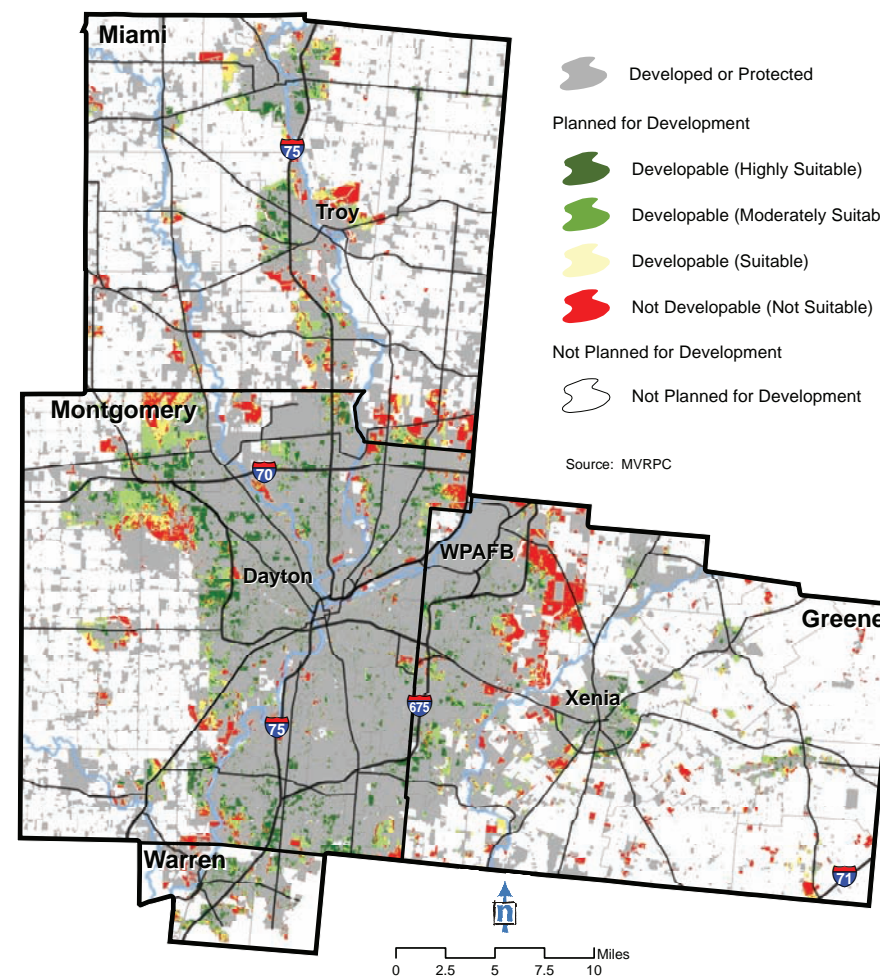 Miami
75
Troy
Developed or Protected
Planned for Development
Developable (Highly Suitable)
Developable (Moderately Suitab
Developable (Suitable)
Not Developable (Not Suitable)
Not Planned for Development
Not Planned for Development
Source: MVRPC
Montgomery
70
WPAFB
Dayton
Greene
Xenia
675
75
Warren
71
n
Miles
0 2.5 5 7.5 10